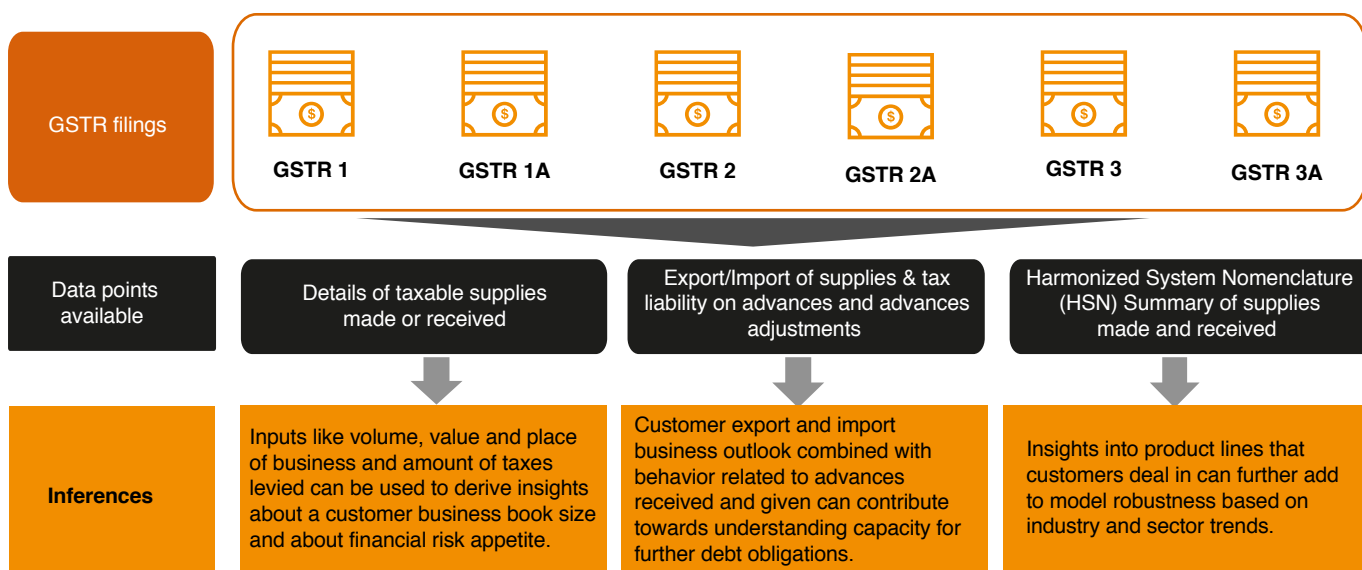 GSTR filings
$ $ $ $ $ $
GSTR 1 GSTR 1A GSTR 2 GSTR 2A GSTR 3 GSTR 3A
Data points
available
Details of taxable supplies
made or received
Export/Import of supplies & tax
liability on advances and advances
adjustments
Harmonized System Nomenclature
(HSN) Summary of supplies
made and received
Inferences
Inputs like volume, value and place
of business and amount of taxes
levied can be used to derive insights
about a customer business book size
and about financial risk appetite.
Customer export and import
business outlook combined with
behavior related to advances
received and given can contribute
towards understanding capacity for
further debt obligations.
Insights into product lines that
customers deal in can further add
to model robustness based on
industry and sector trends.